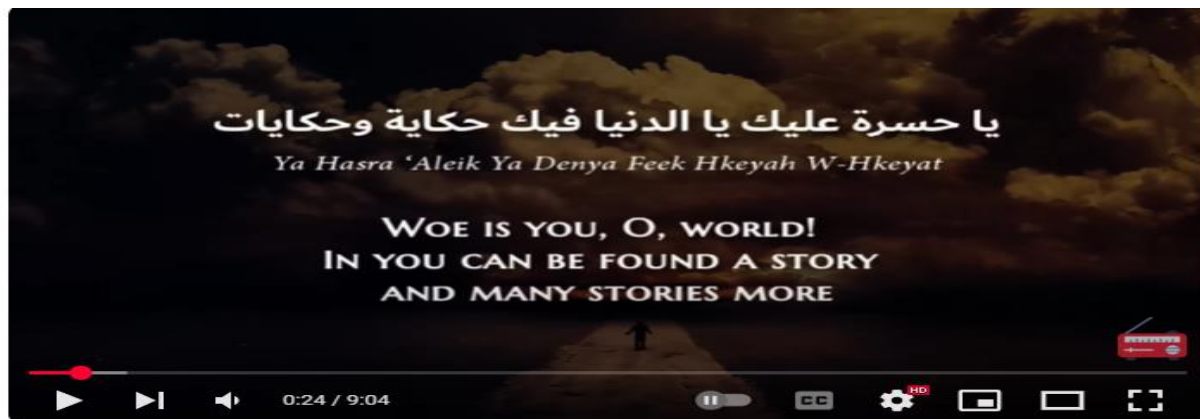 يا حسرة عليك يا الدنيا فيك حكاية وحكايات
Ya Hasra ‘Aleik Ya Denya Feek Hkeyah W-Hkeyat
WOE IS YOU, O, WORLD!
IN YOU CAN BE FOUND A STORY
AND MANY STORIES MORE
0:24 / 9:04 CC HD